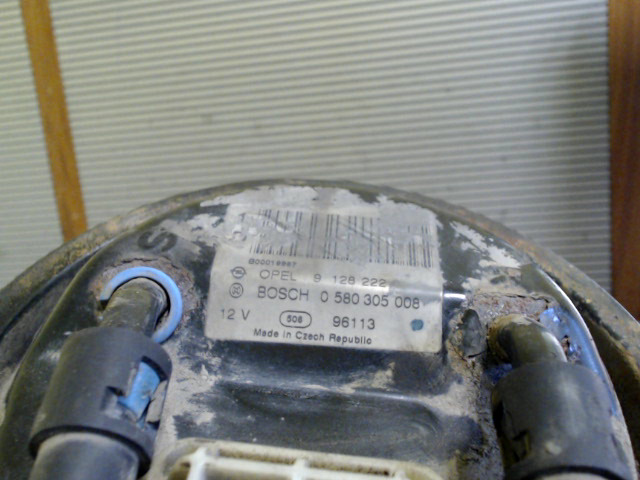 S
OPEL 9 128 222
BOSCH 0 580 305 008
12 V 508 96113
Made in Czech Republic